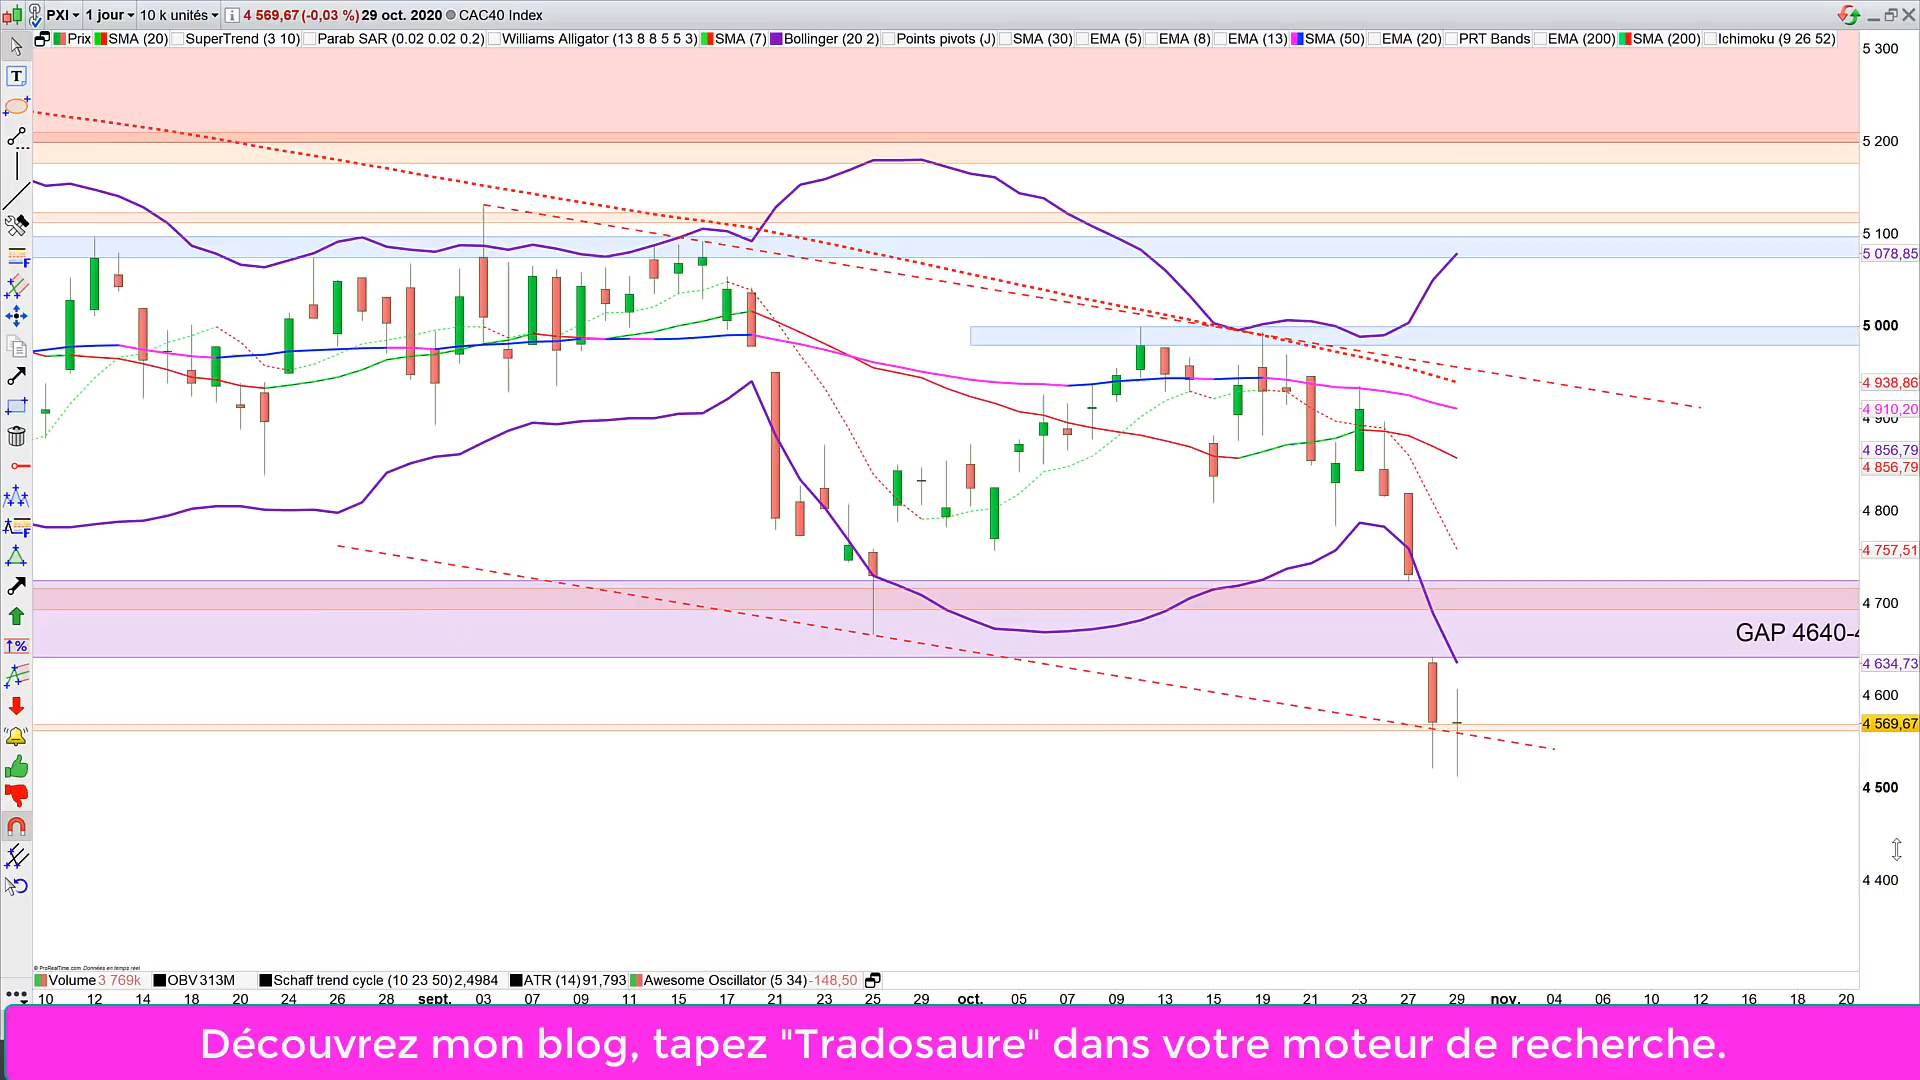 PXI 1 jour 10 k unités 4 569,67 (-0,03 %) 29 oct. 2020 CAC40 Index
Prix SMA (20) SuperTrend (3 10) Parab SAR (0.02 0.02 0.2) Williams Alligator (13 8 8 5 5 3) SMA (7) Bollinger (20 2) Points pivots (J) SMA (30) EMA (5) EMA (8) EMA (13) SMA (50) EMA (20) PRT Bands EMA (200) SMA (200) Ichimoku (9 26 52)
5 300
5 200
5 100
5 078,85
5 000
4 938,86
4 910,20
4 900
4 856,79
4 856,79
4 800
4 757,51
4 700
GAP 4640-4
4 634,73
4 600
4 569,67
4 500
4 400
© ProRealTime.com Données en temps réel
Volume 3 769k OBV 313M Schaff trend cycle (10 23 50) 2,4984 ATR (14) 91,793 Awesome Oscillator (5 34) -148,50
10 12 14 18 20 24 26 28 sept. 03 07 09 11 15 17 21 23 25 29 oct. 05 07 09 13 15 19 21 23 27 29 nov. 04 06 10 12 16 18 20
Découvrez mon blog, tapez "Tradosaure" dans votre moteur de recherche.